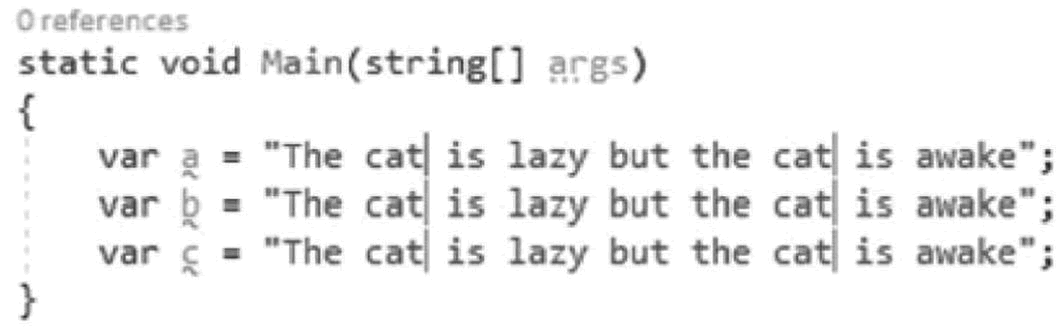 0 references
static void Main(string[] args)
{
var a = "The cat is lazy but the cat is awake";
var b = "The cat is lazy but the cat is awake";
var c = "The cat is lazy but the cat is awake";
}